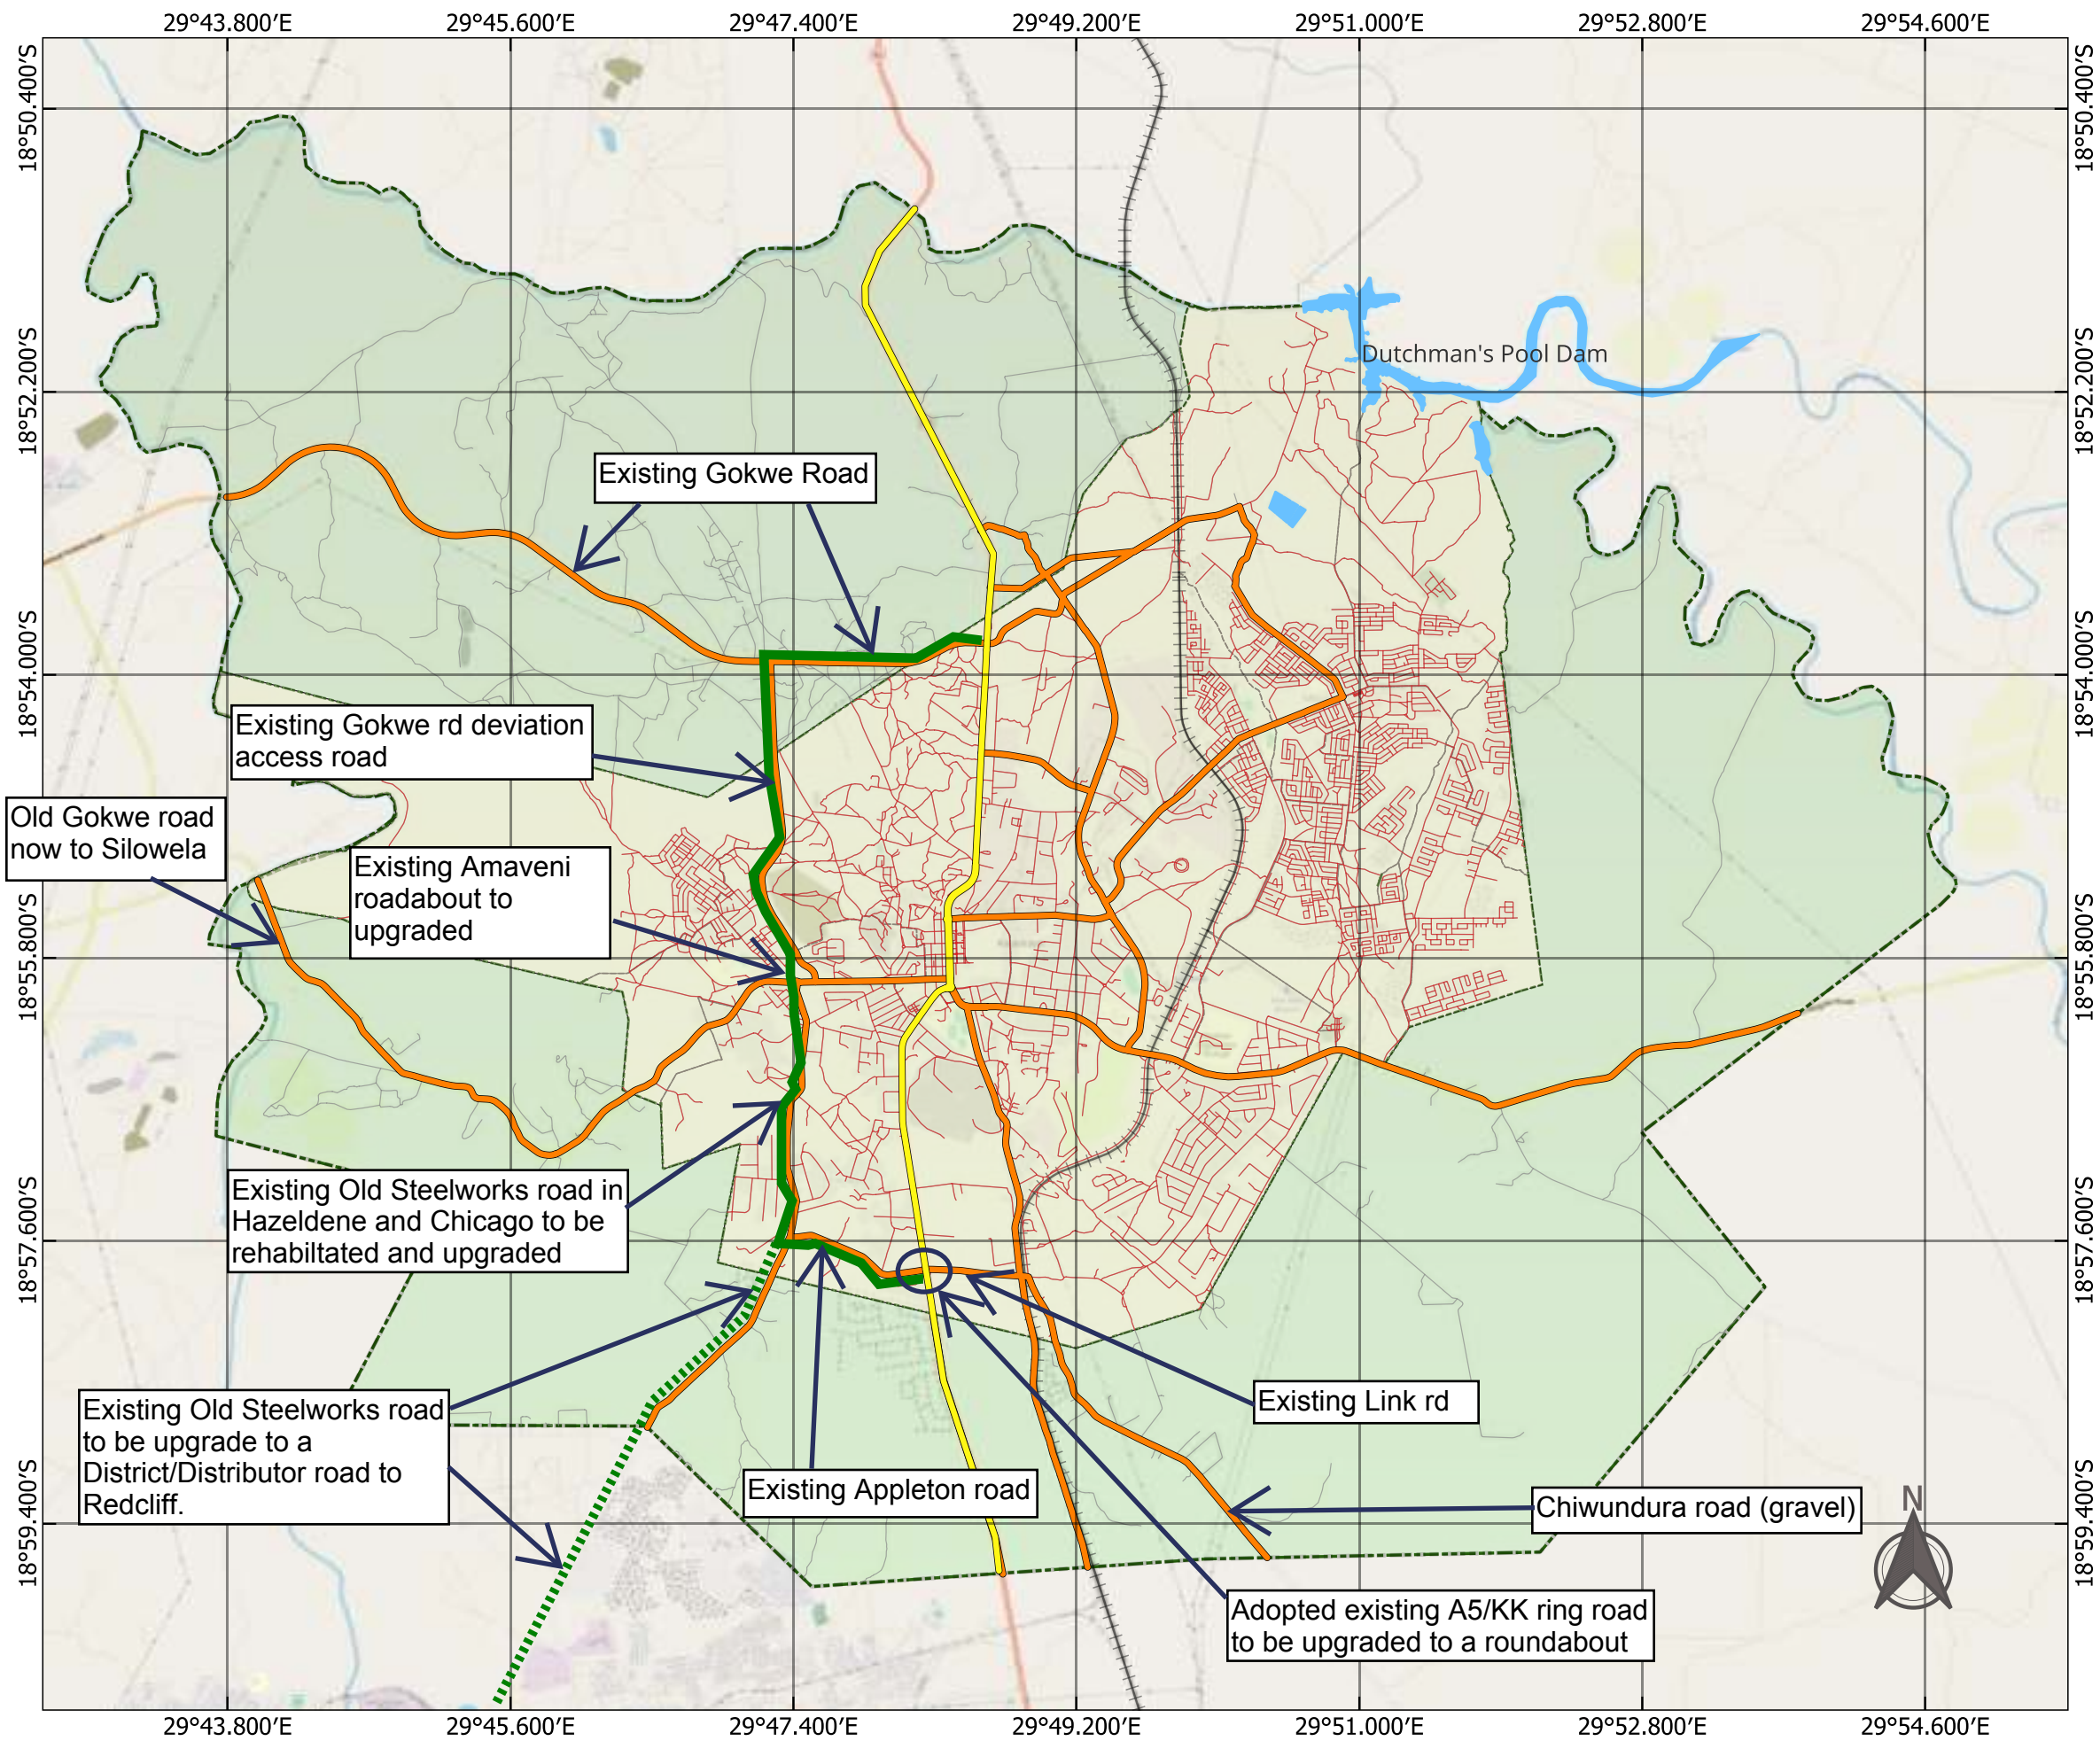 29°43.800′E 29°45.600′E 29°47.400′E 29°49.200′E 29°51.000′E 29°52.800′E 29°54.600′E
18°50.400′S
18°50.400′S
Dutchman's Pool Dam
18°52.200′S
18°52.200′S
Existing Gokwe Road
18°54.000′S
18°54.000′S
Existing Gokwe rd deviation
access road
Old Gokwe road
now to Silowela
Existing Amaveni
roadabout to
upgraded
18°55.800′S
18°55.800′S
Existing Old Steelworks road in
Hazeldene and Chicago to be
rehabiltated and upgraded
18°57.600′S
18°57.600′S
Existing Old Steelworks road
to be upgrade to a
District/Distributor road to
Redcliff.
Existing Link rd
Existing Appleton road
Chiwundura road (gravel)
N
18°59.400′S
18°59.400′S
Adopted existing A5/KK ring road
to be upgraded to a roundabout
29°43.800′E 29°45.600′E 29°47.400′E 29°49.200′E 29°51.000′E 29°52.800′E 29°54.600′E